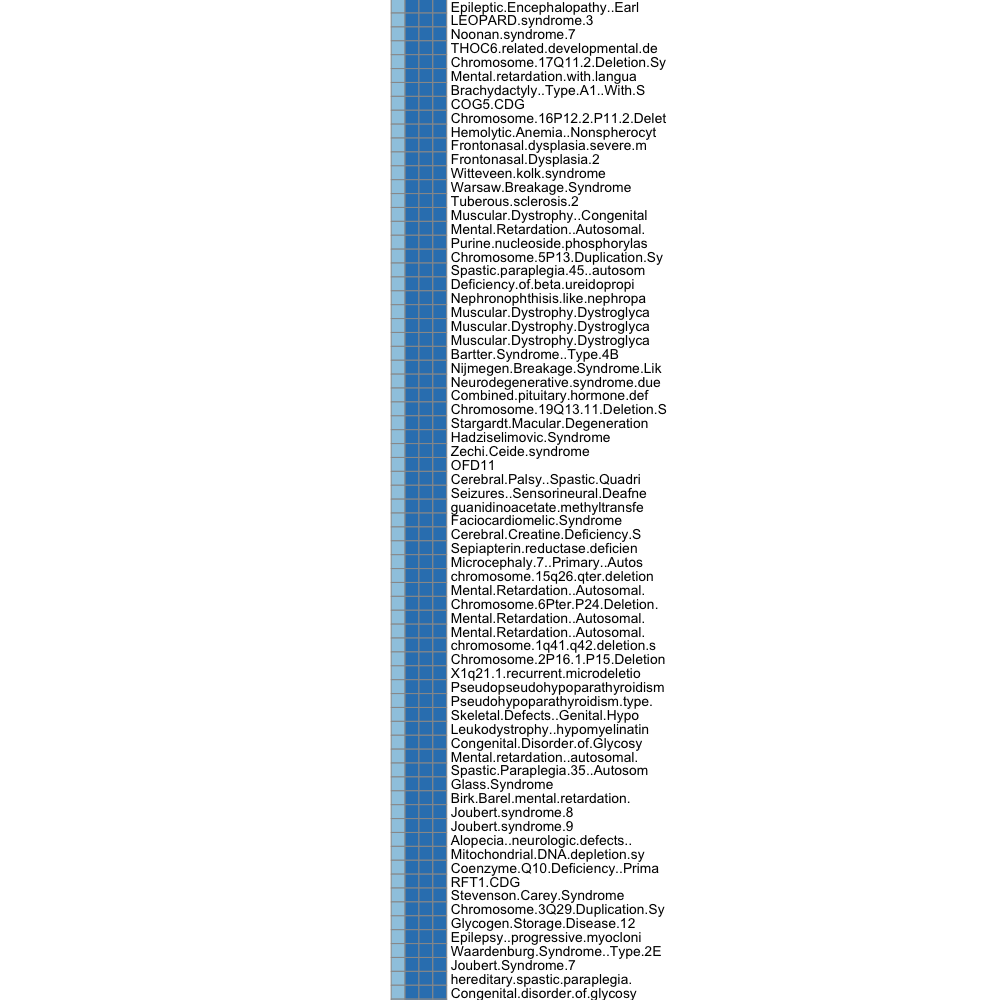 Epileptic.Encephalopathy..Earl
LEOPARD.syndrome.3
Noonan.syndrome.7
THOC6.related.developmental.de
Chromosome.17Q11.2.Deletion.Sy
Mental.retardation.with.langua
Brachydactyly..Type.A1..With.S
COG5.CDG
Chromosome.16P12.2.P11.2.Delet
Hemolytic.Anemia..Nonspherocyt
Frontonasal.dysplasia.severe.m
Frontonasal.Dysplasia.2
Witteveen.kolk.syndrome
Warsaw.Breakage.Syndrome
Tuberous.sclerosis.2
Muscular.Dystrophy..Congenital
Mental.Retardation..Autosomal.
Purine.nucleoside.phosphorylas
Chromosome.5P13.Duplication.Sy
Spastic.paraplegia.45..autosom
Deficiency.of.beta.ureidopropi
Nephronophthisis.like.nephropa
Muscular.Dystrophy.Dystroglyca
Muscular.Dystrophy.Dystroglyca
Muscular.Dystrophy.Dystroglyca
Bartter.Syndrome..Type.4B
Nijmegen.Breakage.Syndrome.Lik
Neurodegenerative.syndrome.due
Combined.pituitary.hormone.def
Chromosome.19Q13.11.Deletion.S
Stargardt.Macular.Degeneration
Hadziselimovic.Syndrome
Zechi.Ceide.syndrome
OFD11
Cerebral.Palsy..Spastic.Quadri
Seizures..Sensorineural.Deafne
guanidinoacetate.methyltransfe
Faciocardiomelic.Syndrome
Cerebral.Creatine.Deficiency.S
Sepiapterin.reductase.deficien
Microcephaly.7..Primary..Autos
chromosome.15q26.qter.deletion
Mental.Retardation..Autosomal.
Chromosome.6Pter.P24.Deletion.
Mental.Retardation..Autosomal.
Mental.Retardation..Autosomal.
chromosome.1q41.q42.deletion.s
Chromosome.2P16.1.P15.Deletion
X1q21.1.recurrent.microdeletio
Pseudopseudohypoparathyroidism
Pseudohypoparathyroidism.type.
Skeletal.Defects..Genital.Hypo
Leukodystrophy..hypomyelinatin
Congenital.Disorder.of.Glycosy
Mental.retardation..autosomal.
Spastic.Paraplegia.35..Autosom
Glass.Syndrome
Birk.Barel.mental.retardation.
Joubert.syndrome.8
Joubert.syndrome.9
Alopecia..neurologic.defects..
Mitochondrial.DNA.depletion.sy
Coenzyme.Q10.Deficiency..Prima
RFT1.CDG
Stevenson.Carey.Syndrome
Chromosome.3Q29.Duplication.Sy
Glycogen.Storage.Disease.12
Epilepsy..progressive.myocloni
Waardenburg.Syndrome..Type.2E
Joubert.Syndrome.7
hereditary.spastic.paraplegia.
Congenital.disorder.of.glycosy